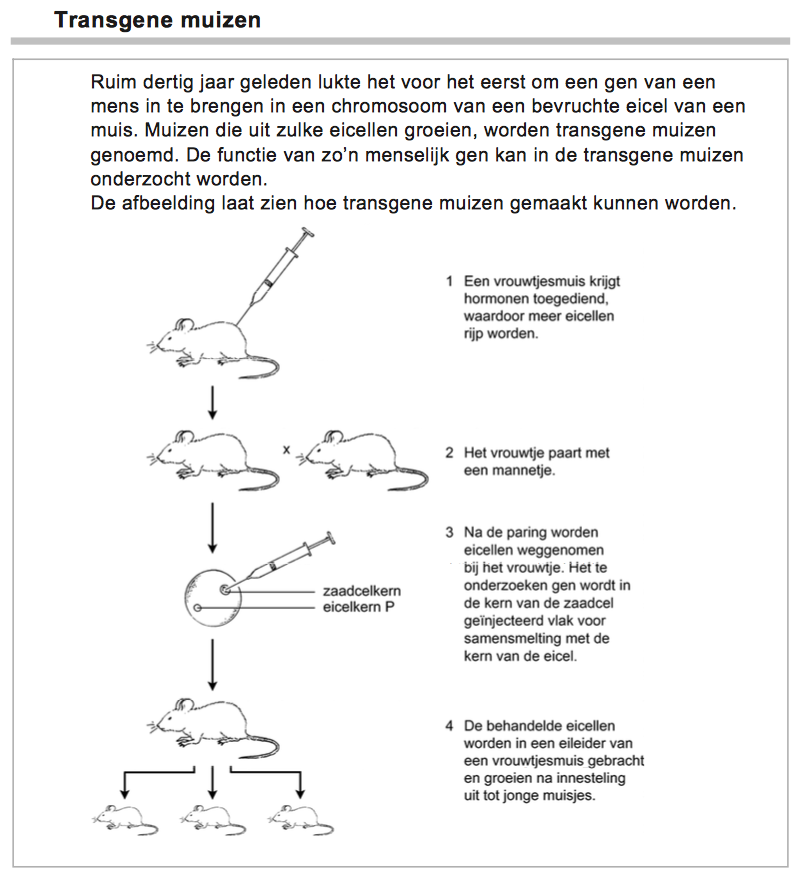 Transgene muizen
Ruim dertig jaar geleden lukte het voor het eerst om een gen van een
mens in te brengen in een chromosoom van een bevruchte eicel van een
muis. Muizen die uit zulke eicellen groeien, worden transgene muizen
genoemd. De functie van zo’n menselijk gen kan in de transgene muizen
onderzocht worden.
De afbeelding laat zien hoe transgene muizen gemaakt kunnen worden.
1 Een vrouwtjesmuis krijgt
hormonen toegediend,
waardoor meer eicellen
rijp worden.
x
2 Het vrouwtje paart met
een mannetje.
zaadcelkern
eicelkern P
3 Na de paring worden
eicellen weggenomen
bij het vrouwtje. Het te
onderzoeken gen wordt in
de kern van de zaadcel
geïnjecteerd vlak voor
samensmelting met de
kern van de eicel.
4 De behandelde eicellen
worden in een eileider van
een vrouwtjesmuis gebracht
en groeien na innesteling
uit tot jonge muisjes.